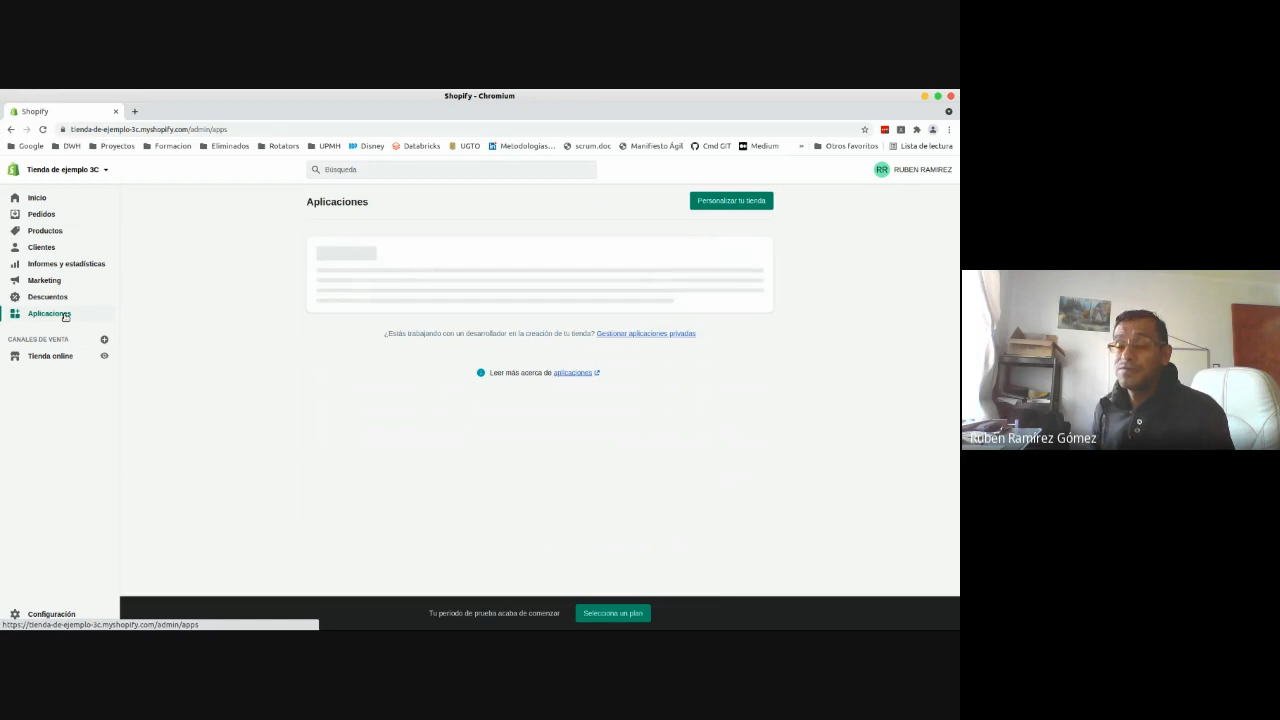 Shopify - Chromium
Shopify
tienda-de-ejemplo-3c.myshopify.com/admin/apps
Google DWH Proyectos Formacion Eliminados Rotators UPMH Disney Databricks UGTO Metodologías... scrum.doc Manifiesto Ágil Cmd GIT Medium » Otros favoritos Lista de lectura
Tienda de ejemplo 3C
Búsqueda
RR RUBEN RAMIREZ
Inicio
Pedidos
Productos
Clientes
Informes y estadísticas
Marketing
Descuentos
Aplicaciones
CANALES DE VENTA
Tienda online
Configuración
Aplicaciones
Personalizar tu tienda
¿Estás trabajando con un desarrollador en la creación de tu tienda? Gestionar aplicaciones privadas
Leer más acerca de aplicaciones
Tu periodo de prueba acaba de comenzar
Selecciona un plan
https://tienda-de-ejemplo-3c.myshopify.com/admin/apps
Rubén Ramírez Gómez